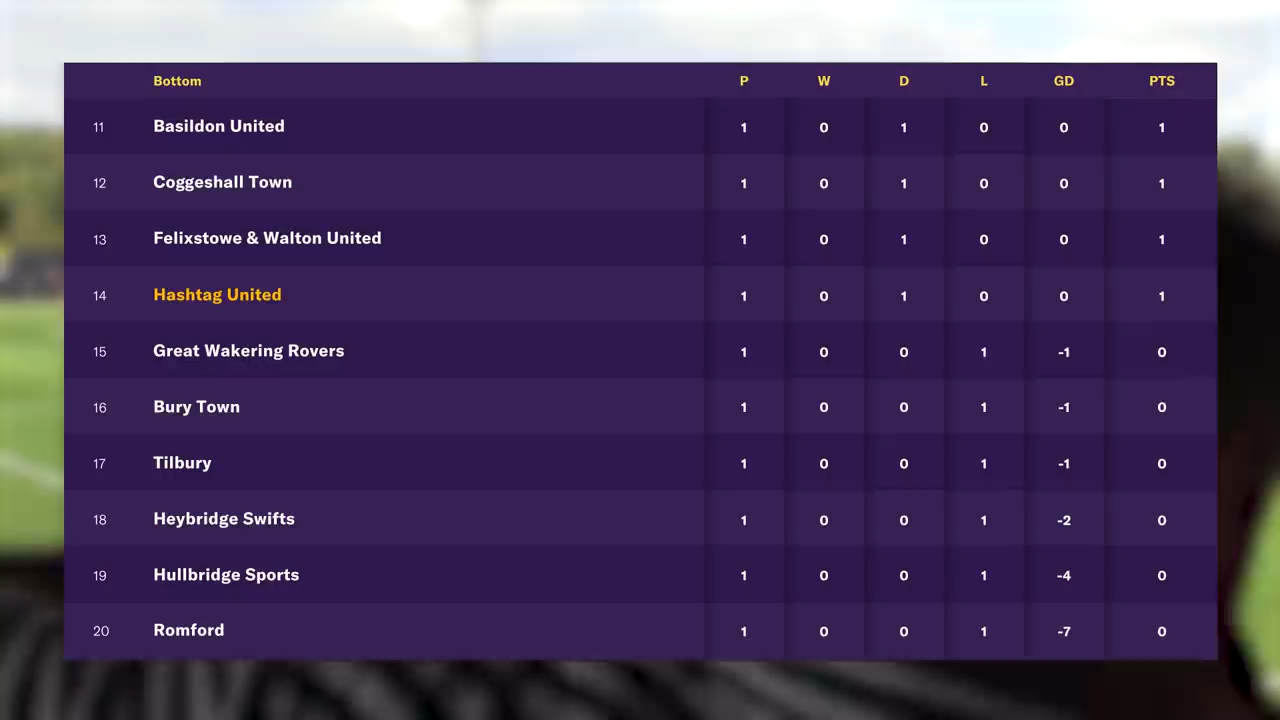 Bottom P W D L GD PTS
11 Basildon United 1 0 1 0 0 1
12 Coggeshall Town 1 0 1 0 0 1
13 Felixstowe & Walton United 1 0 1 0 0 1
14 Hashtag United 1 0 1 0 0 1
15 Great Wakering Rovers 1 0 0 1 -1 0
16 Bury Town 1 0 0 1 -1 0
17 Tilbury 1 0 0 1 -1 0
18 Heybridge Swifts 1 0 0 1 -2 0
19 Hullbridge Sports 1 0 0 1 -4 0
20 Romford 1 0 0 1 -7 0